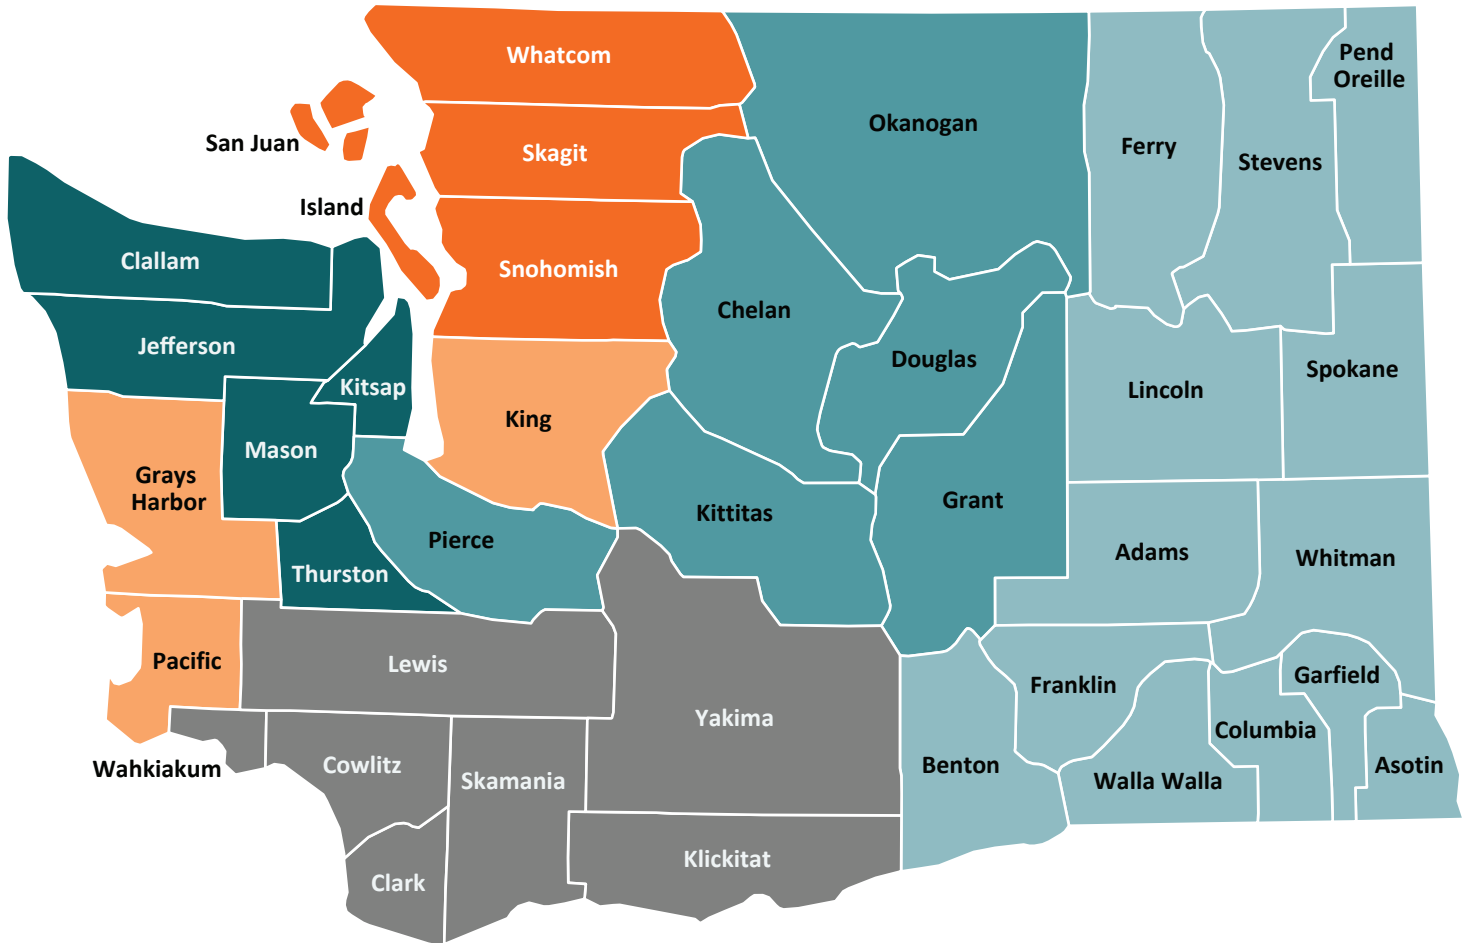 Whatcom
Pend
Oreille
Okanogan
San Juan
Skagit
Ferry
Stevens
Island
Clallam
Snohomish
Chelan
Jefferson
Douglas
Kitsap
Lincoln
Spokane
King
Mason
Grays
Harbor
Grant
Kittitas
Pierce
Adams
Whitman
Thurston
Pacific
Lewis
Garfield
Franklin
Yakima
Columbia
Wahkiakum
Cowlitz
Benton
Asotin
Skamania
Walla Walla
Klickitat
Clark